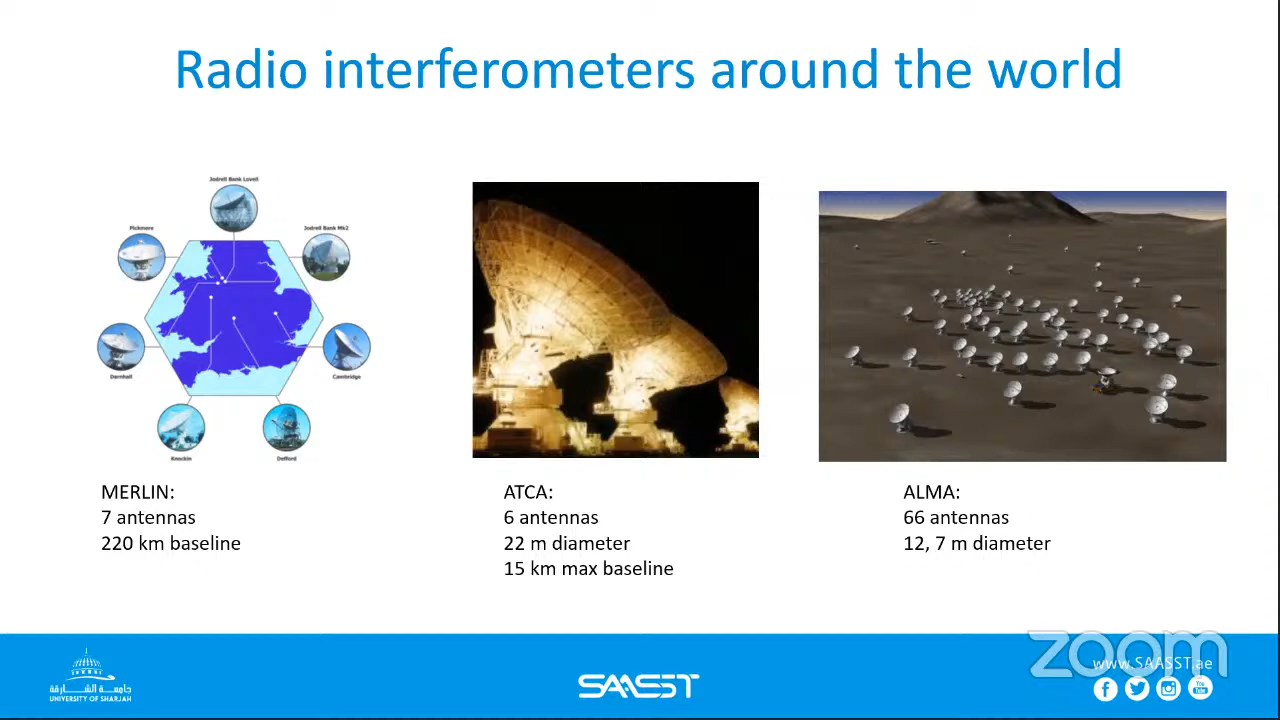 Radio interferometers around the world
Jodrell Bank Lovell
Pickmere
Jodrell Bank Mk2
Darnhall
Cambridge
Knockin
Defford
MERLIN:
7 antennas
220 km baseline
ATCA:
6 antennas
22 m diameter
15 km max baseline
ALMA:
66 antennas
12, 7 m diameter
جامعة الشارقة
UNIVERSITY OF SHARJAH
SAASST
zoom
www.SAASST.ae
You
Tube